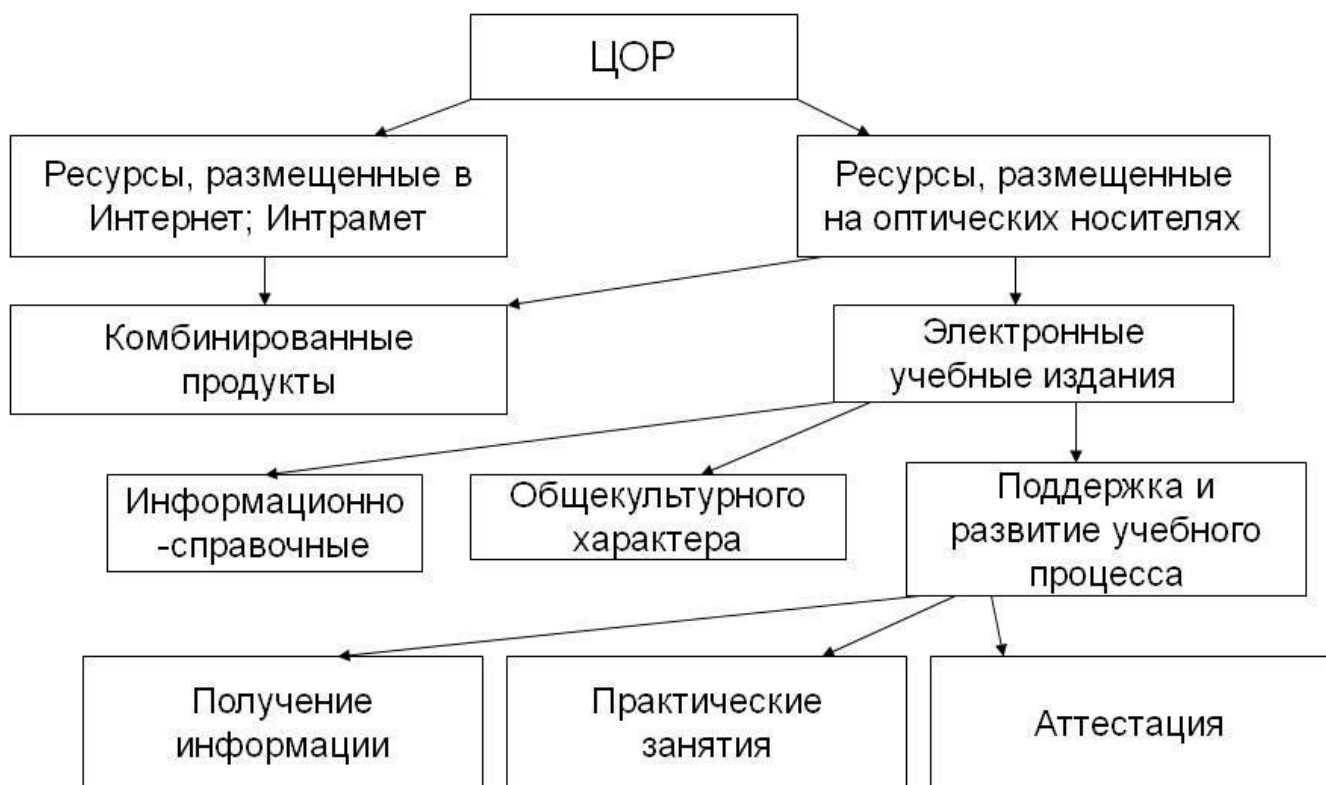 ЦОР
Ресурсы, размещенные в
Интернет; Интрамет
Ресурсы, размещенные
на оптических носителях
Комбинированные
продукты
Электронные
учебные издания
Информационно
-справочные
Общекультурного
характера
Поддержка и
развитие учебного
процесса
Получение
информации
Практические
занятия
Аттестация